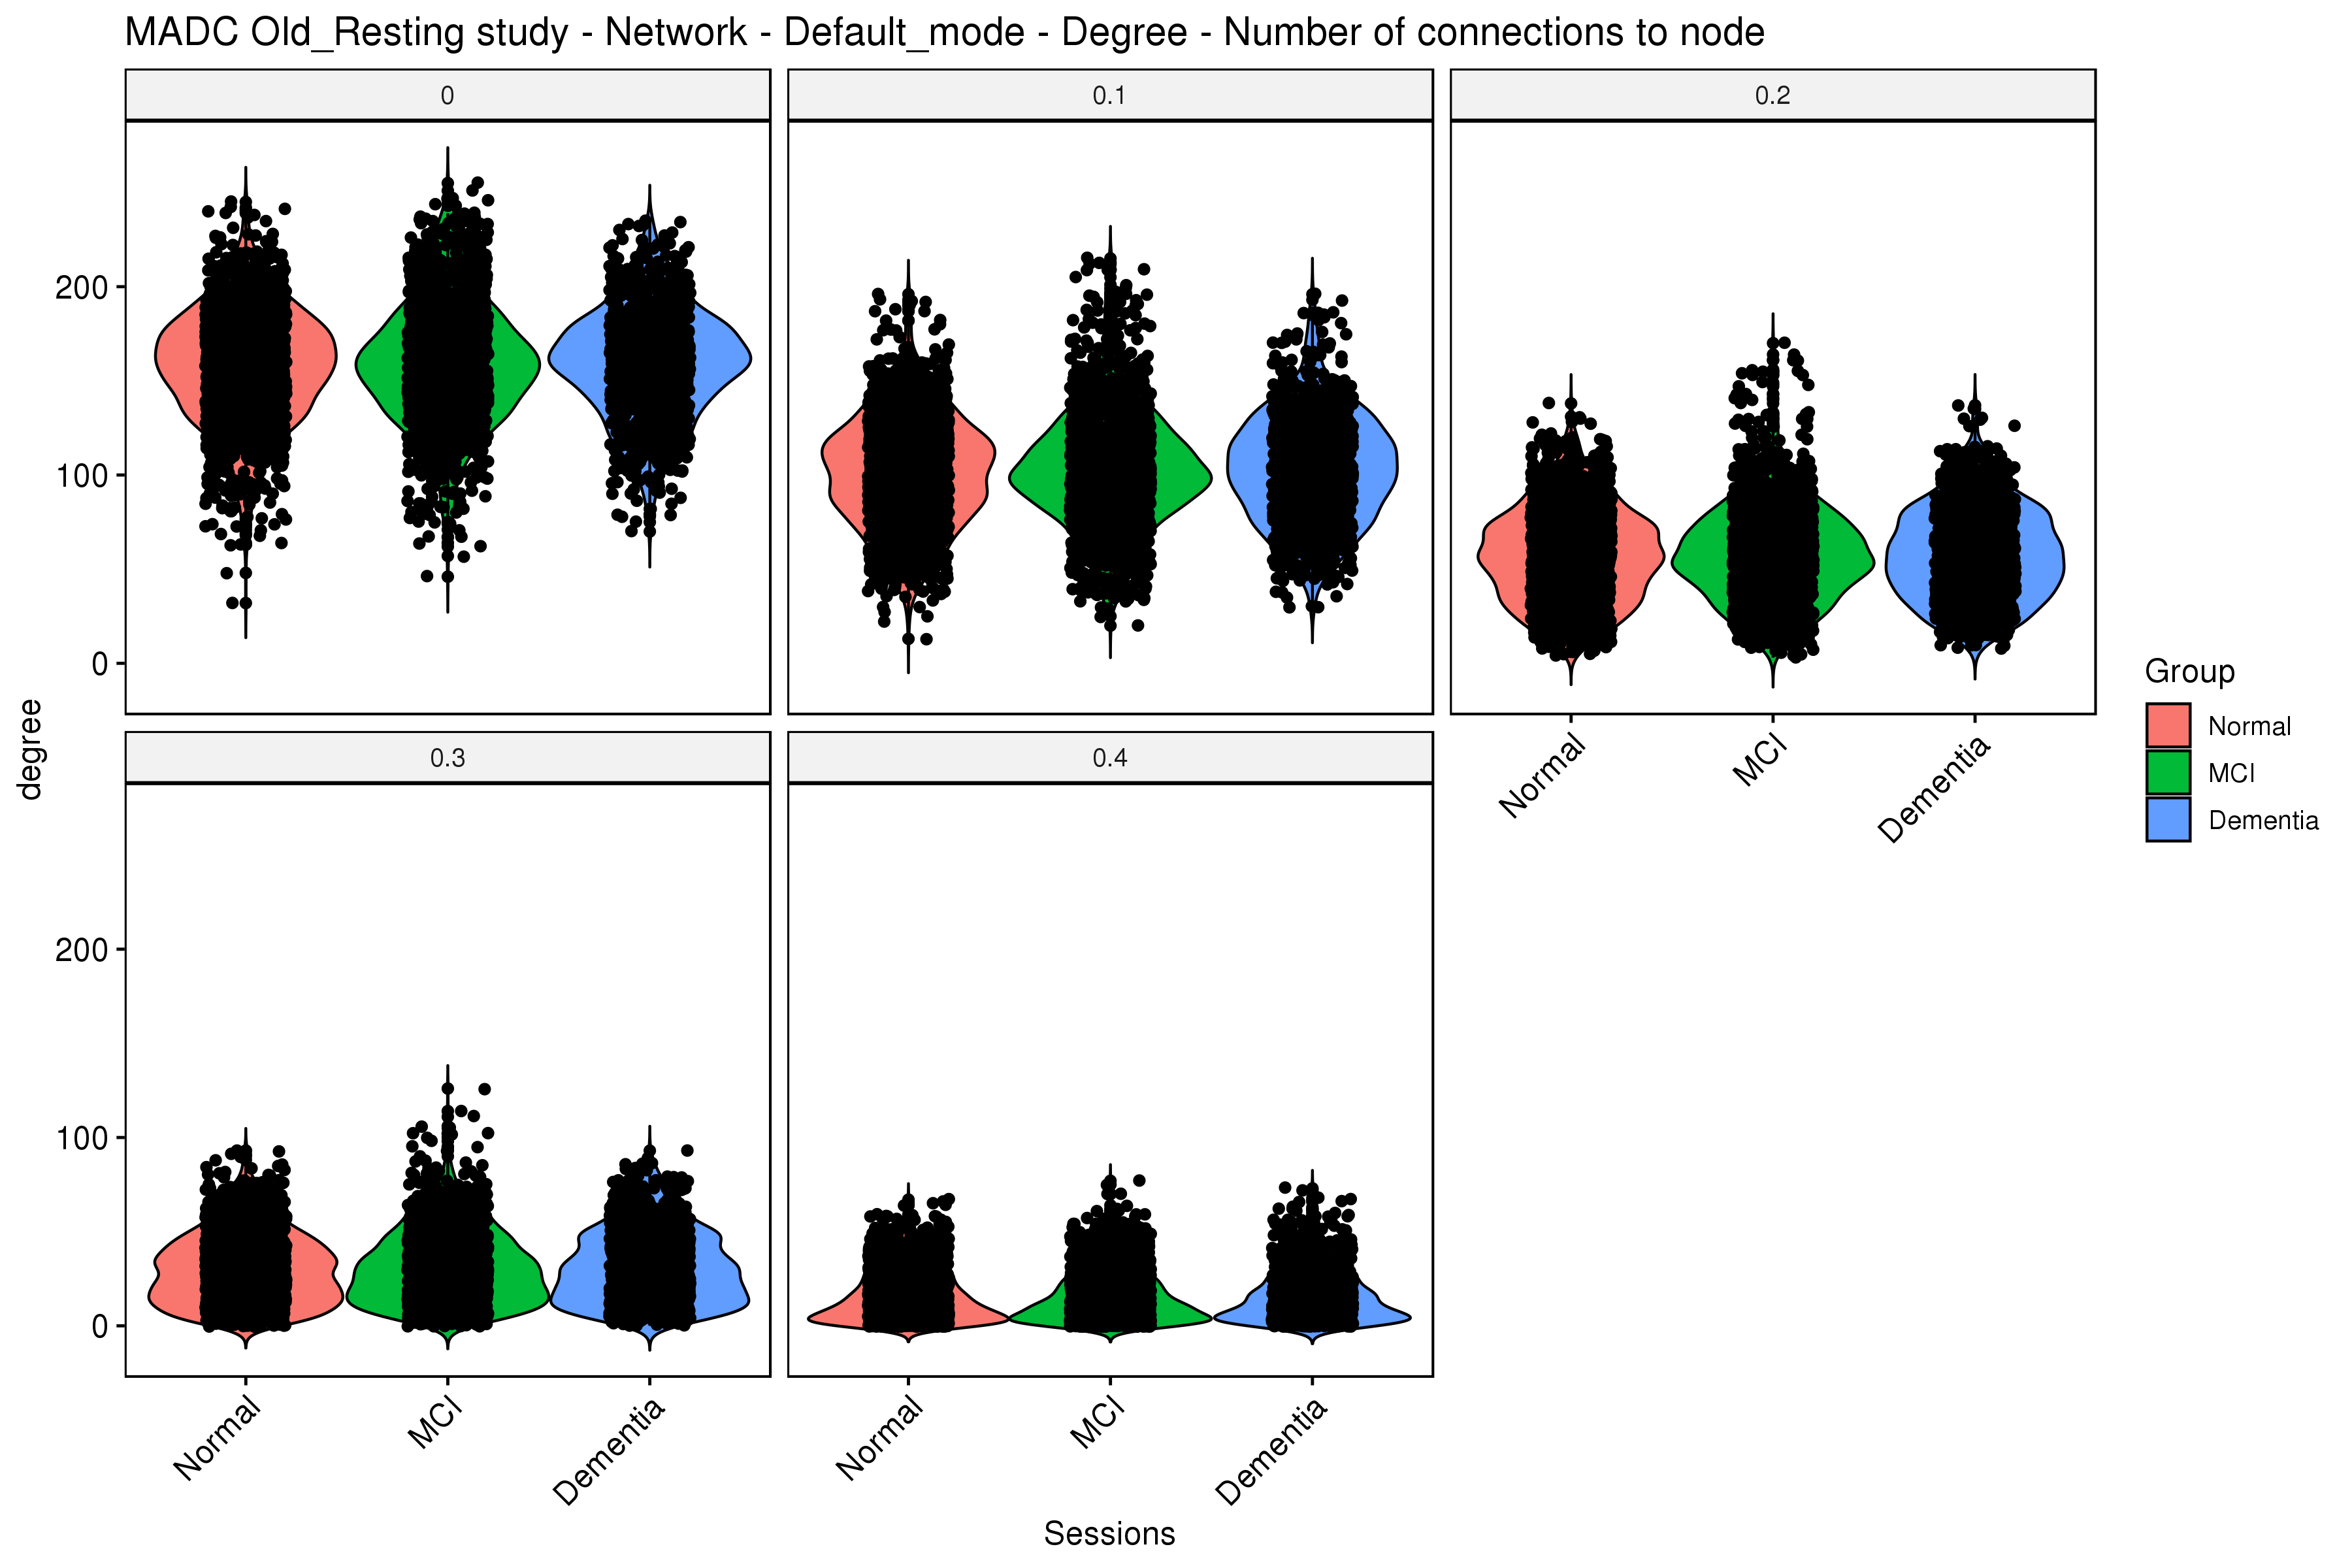 MADC Old_Resting study - Network - Default_mode - Degree - Number of connections to node
0
0.1
0.2
200
100
0
degree
Normal
MCI
Dementia
Group
Normal
MCI
Dementia
0.3
0.4
200
100
0
Normal
MCI
Dementia
Normal
MCI
Dementia
Sessions